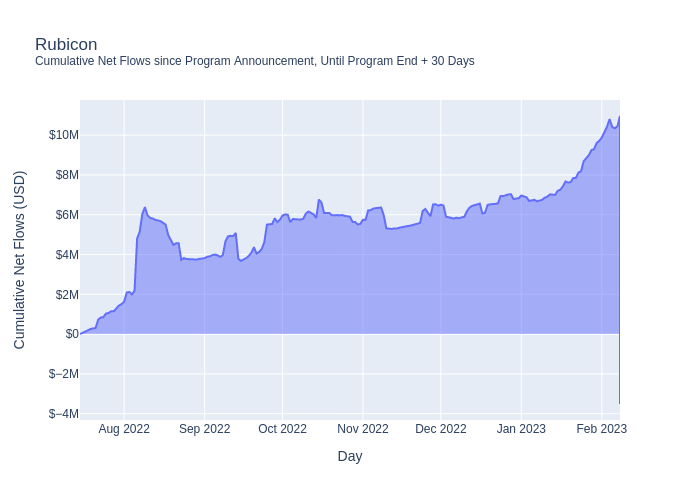 Rubicon
Cumulative Net Flows since Program Announcement, Until Program End + 30 Days
Cumulative Net Flows (USD)
$10M
$8M
$6M
$4M
$2M
$0
$−2M
$−4M
Aug 2022 Sep 2022 Oct 2022 Nov 2022 Dec 2022 Jan 2023 Feb 2023
Day